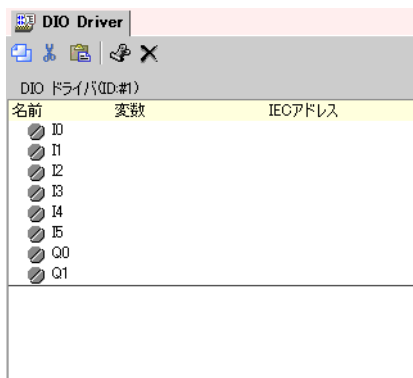 DIO Driver
DIO ドライバ(ID:#1)
名前 変数 IECアドレス
I0
I1
I2
I3
I4
I5
Q0
Q1